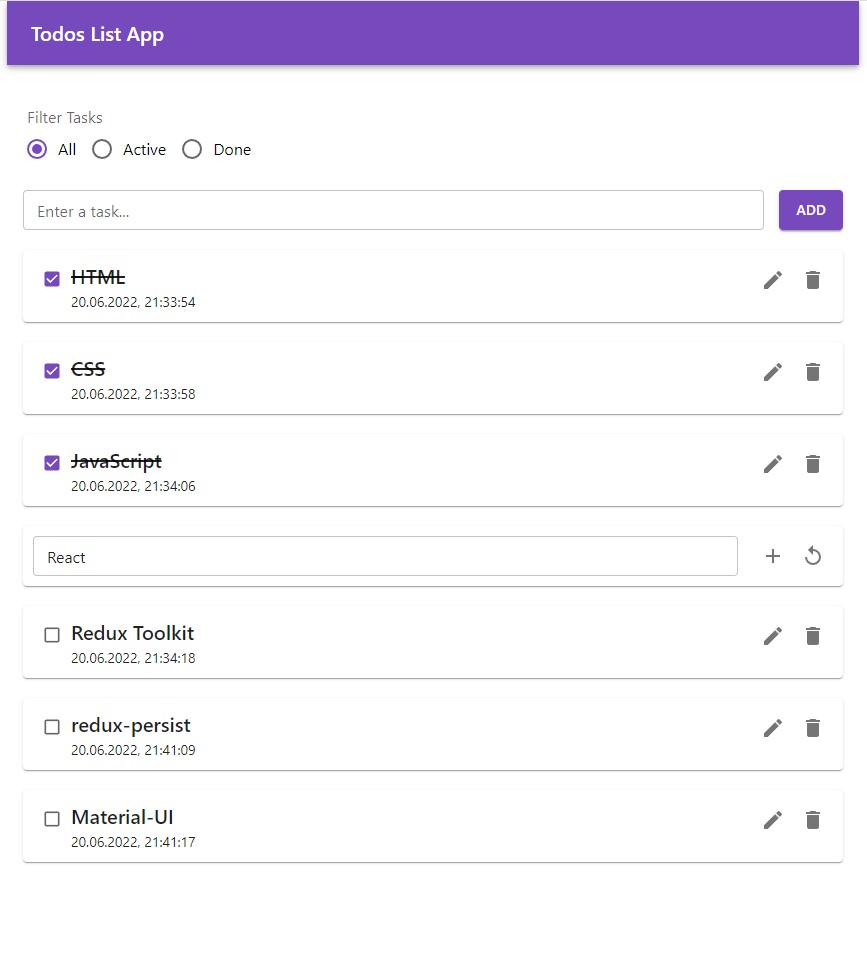 Todos List App
Filter Tasks
All Active Done
Enter a task... ADD
HTML
20.06.2022, 21:33:54
CSS
20.06.2022, 21:33:58
JavaScript
20.06.2022, 21:34:06
React
Redux Toolkit
20.06.2022, 21:34:18
redux-persist
20.06.2022, 21:41:09
Material-UI
20.06.2022, 21:41:17